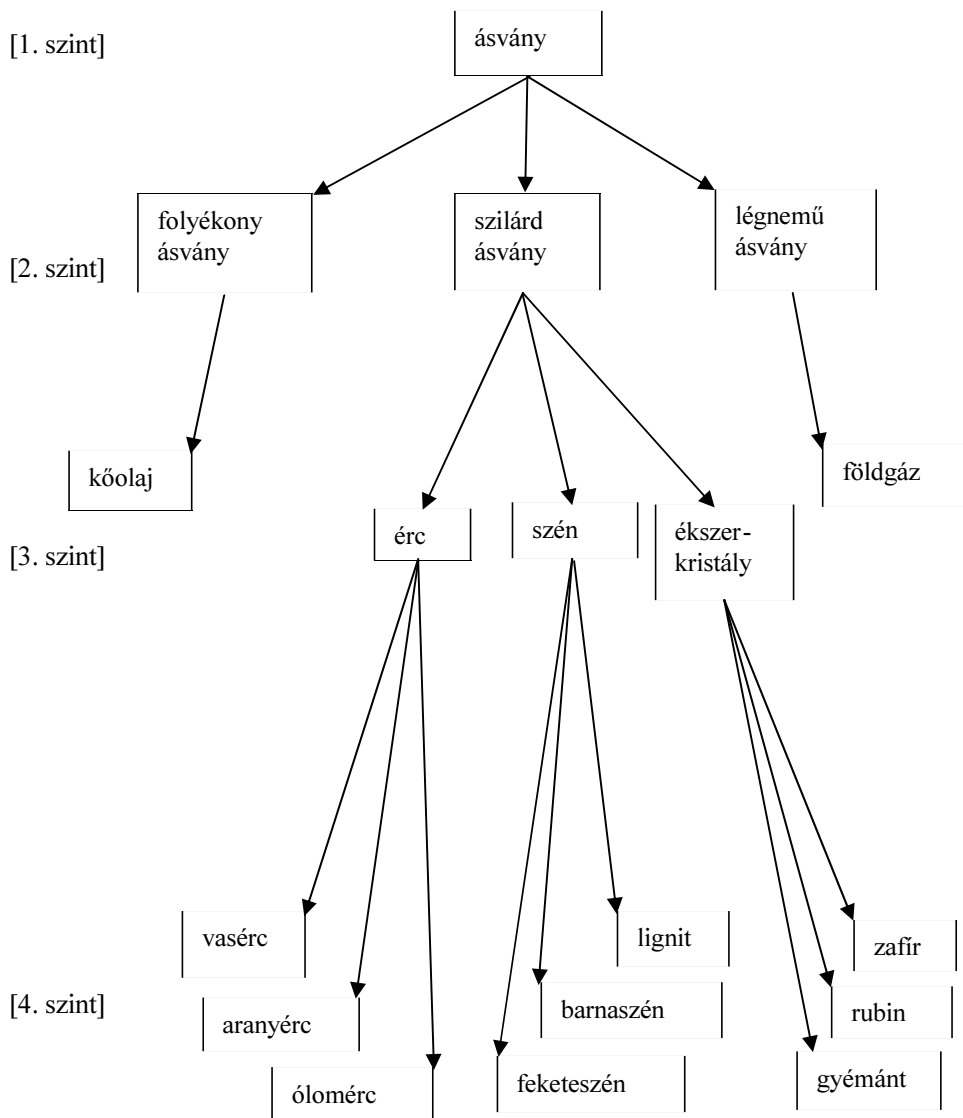 [1. szint]
ásvány
folyékony
ásvány
szilárd
ásvány
légnemű
ásvány
[2. szint]
kőolaj
földgáz
érc
szén
ékszer-
kristály
[3. szint]
vasérc
lignit
zafír
[4. szint]
aranyérc
barnaszén
rubin
ólomérc
feketeszén
gyémánt